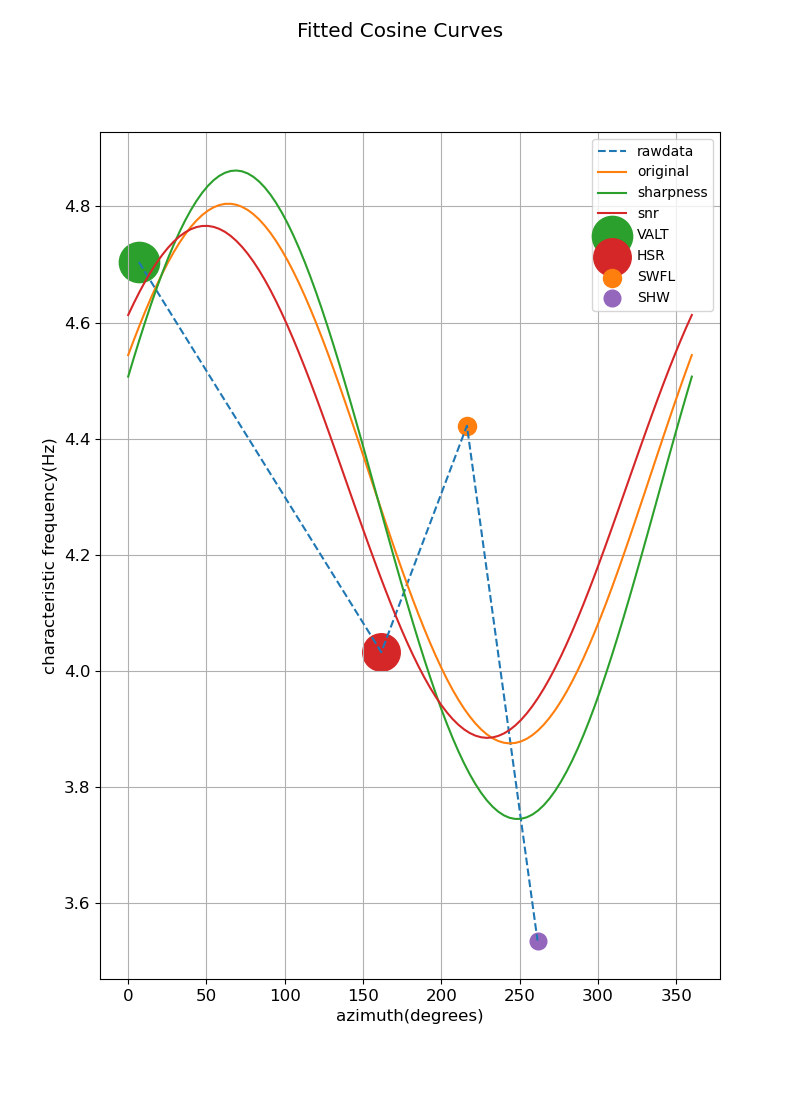 Fitted Cosine Curves
rawdata
original
sharpness
snr
VALT
HSR
SWFL
SHW
4.8
4.6
4.4
4.2
4.0
3.8
3.6
characteristic frequency(Hz)
0 50 100 150 200 250 300 350
azimuth(degrees)